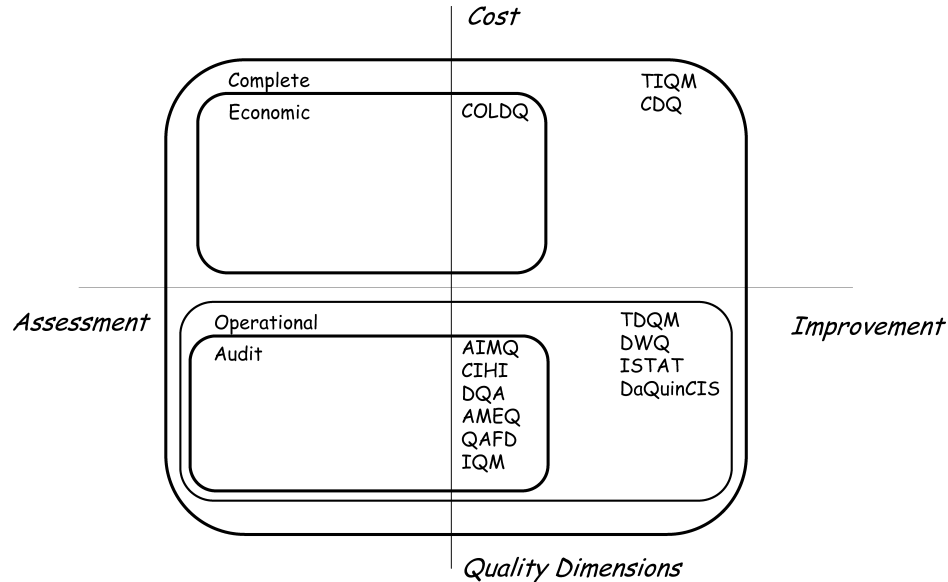 Cost
Complete
TIQM
CDQ
Economic
COLDQ
Assessment
Improvement
Operational
TDQM
DWQ
ISTAT
DaQuinCIS
Audit
AIMQ
CIHI
DQA
AMEQ
QAFD
IQM
Quality Dimensions